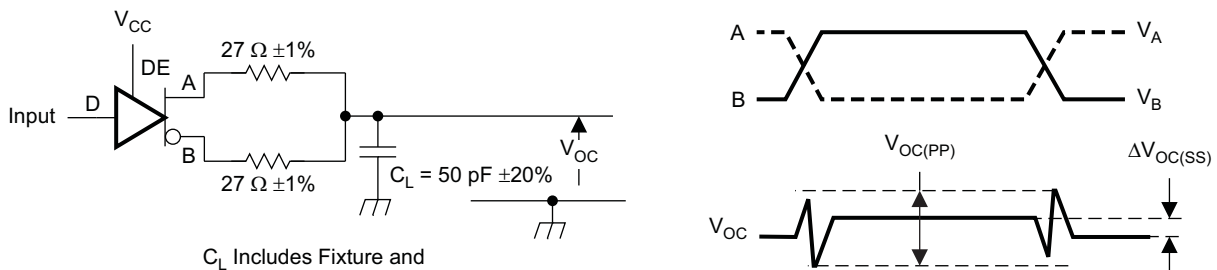 V_CC
DE
Input
D
A
B
27 Ω ±1%
27 Ω ±1%
V_OC
C_L = 50 pF ±20%
C_L Includes Fixture and
A
B
V_A
V_B
V_OC(PP)
ΔV_OC(SS)
V_OC